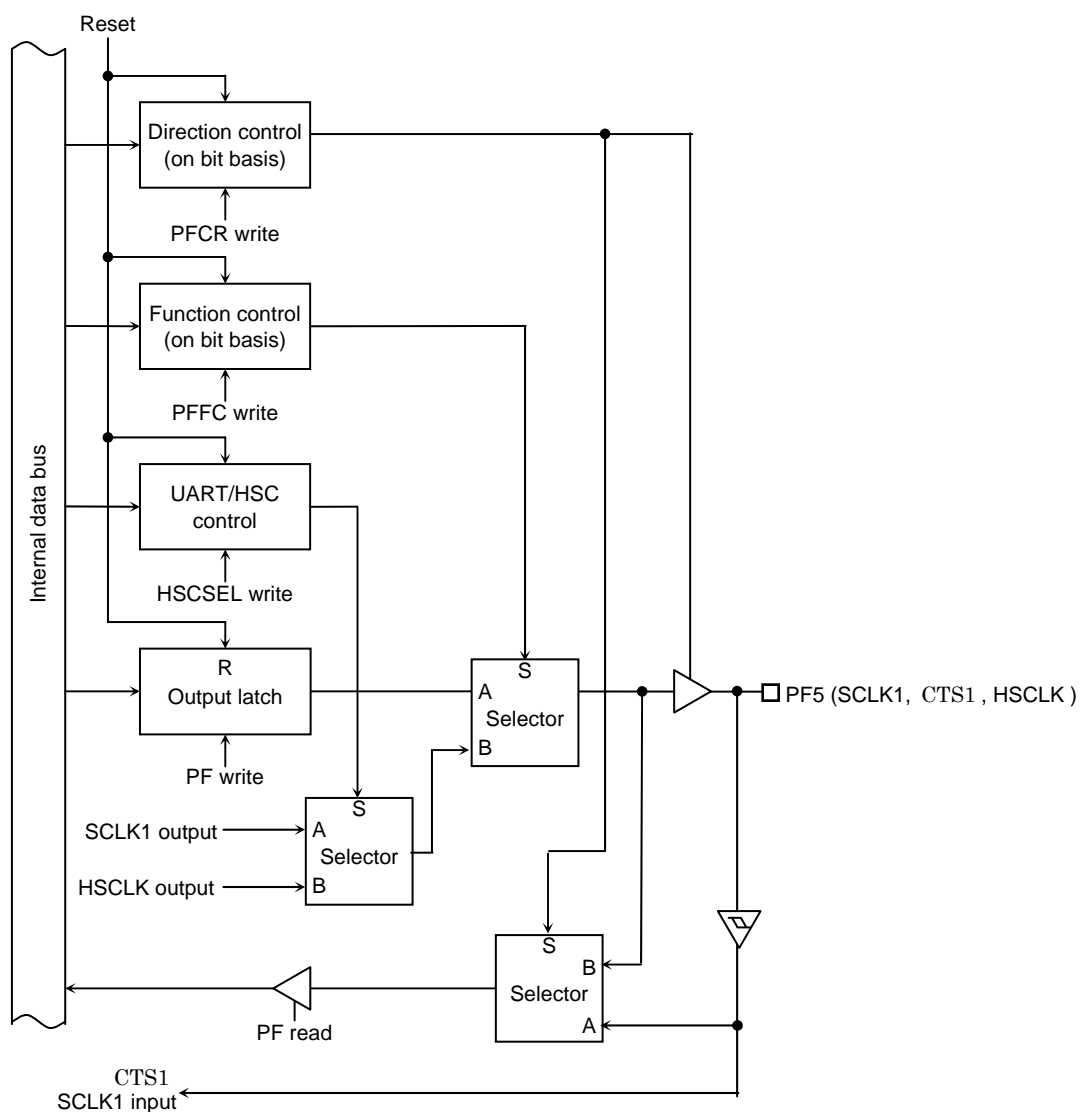 Reset
Direction control
(on bit basis)
PFCR write
Function control
(on bit basis)
PFFC write
Internal data bus
UART/HSC
control
HSCSEL write
R
Output latch
PF write
S
A
Selector
B
PF5 (SCLK1, CTS1 , HSCLK )
S
SCLK1 output
A
Selector
HSCLK output
B
S
B
Selector
A
PF read
CTS1
SCLK1 input